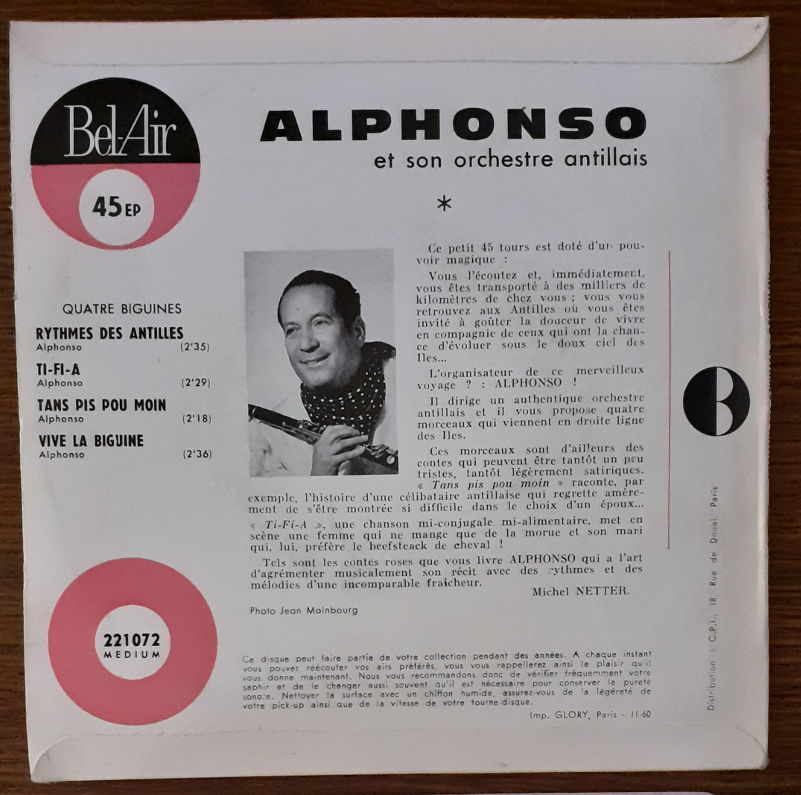 Bel-Air
45 EP
ALPHONSO
et son orchestre antillais
*
QUATRE BIGUINES
RYTHMES DES ANTILLES
Alphonso (2'35)
TI-FI-A
Alphonso (2'29)
TANS PIS POU MOIN
Alphonso (2'18)
VIVE LA BIGUINE
Alphonso (2'36)
221072
MEDIUM
Ce petit 45 tours est doté d'un pou-
voir magique :
Vous l'écoutez et, immédiatement,
vous êtes transporté à des milliers de
kilomètres de chez vous ; vous vous
retrouvez aux Antilles où vous êtes
invité à goûter la douceur de vivre
en compagnie de ceux qui ont la chan-
ce d'évoluer sous le doux ciel des
Iles...
L'organisateur de ce merveilleux
voyage ? : ALPHONSO !
Il dirige un authentique orchestre
antillais et il vous propose quatre
morceaux qui viennent en droite ligne
des Iles.
Ces morceaux sont d'ailleurs des
contes qui peuvent être tantôt un peu
tristes, tantôt légèrement satiriques.
« Tans pis pou moin » raconte, par
exemple, l'histoire d'une célibataire antillaise qui regrette amère-
ment de s'être montrée si difficile dans le choix d'un époux...
« Ti-Fi-A », une chanson mi-conjugale mi-alimentaire, met en
scène une femme qui ne mange que de la morue et son mari
qui, lui, préfère le beefsteack de cheval !
Tels sont les contes roses que vous livre ALPHONSO qui a l'art
d'agrémenter musicalement son récit avec des rythmes et des
mélodies d'une incomparable fraîcheur.
Michel NETTER.
Photo Jean Mainbourg
Ce disque peut faire partie de votre collection pendant des années. A chaque instant
vous pouvez réécouter vos airs préférés, vous vous rappellerez ainsi le plaisir qu'il
vous donne maintenant. Nous vous recommandons donc de vérifier fréquemment votre
saphir et de le changer aussi souvent qu'il est nécessaire pour conserver la pureté
sonore. Nettoyer la surface avec un chiffon humide, assurez-vous de la légèreté de
votre pick-up ainsi que de la vitesse de votre tourne-disque.
Imp. GLORY, Paris - 11-60
B
Distribution : C.P.I., 18, Rue de Douai, Paris